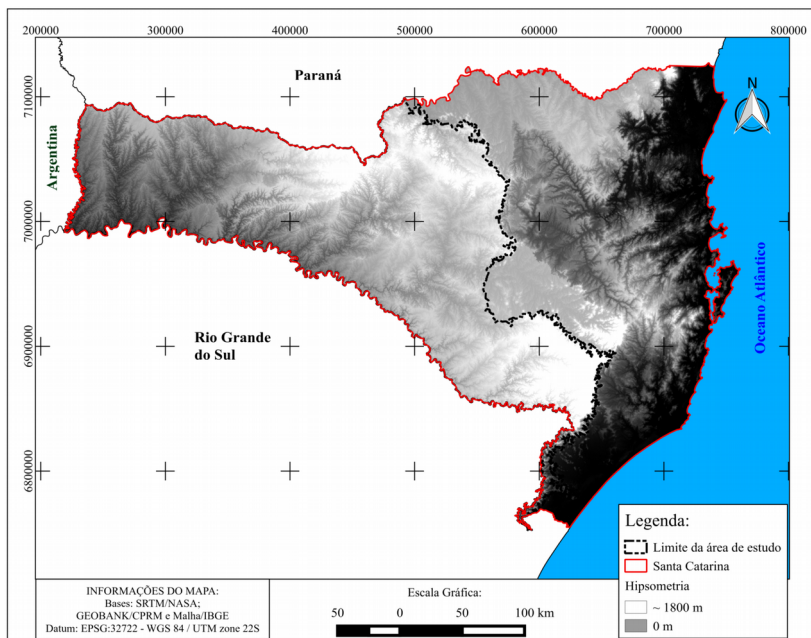 200000 300000 400000 500000 600000 700000 800000
Paraná
N
7100000
Argentina
7000000
Oceano Atlântico
Rio Grande
do Sul
6900000
6800000
Legenda:
Limite da área de estudo
Santa Catarina
Hipsometria
~ 1800 m
0 m
INFORMAÇÕES DO MAPA:
Bases: SRTM/NASA;
GEOBANK/CPRM e Malha/IBGE
Datum: EPSG:32722 - WGS 84 / UTM zone 22S
Escala Gráfica:
50 0 50 100 km